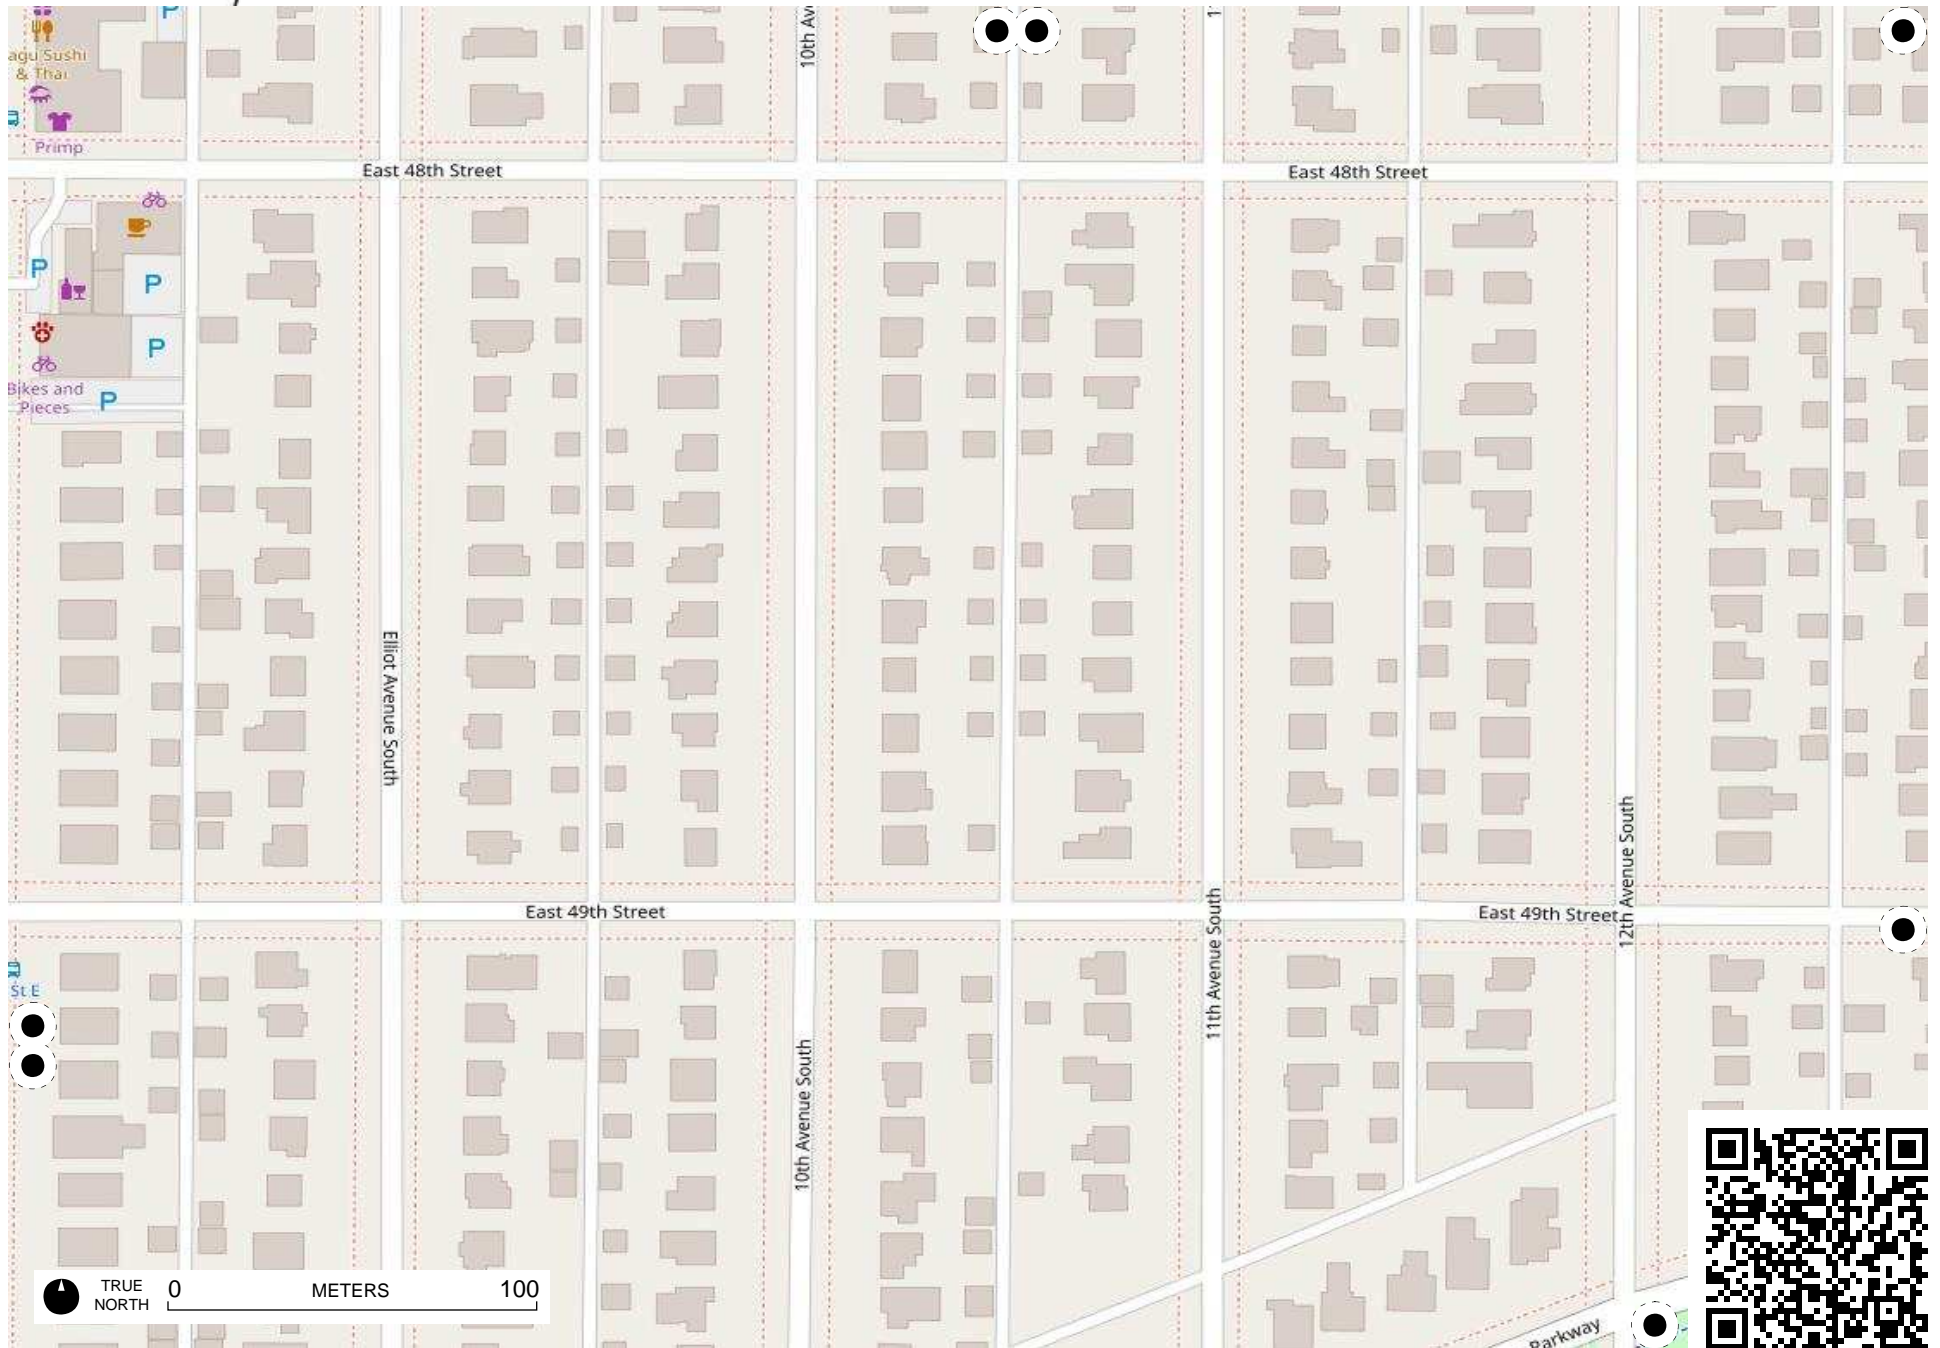 P
10th Av
agu Sushi
& Thai
Primp
East 48th Street
East 48th Street
P
P
P
Bikes and
Pieces
P
Elliot Avenue South
12th Avenue South
East 49th Street
East 49th Street
11th Avenue South
St E
10th Avenue South
TRUE
NORTH
0 METERS 100
Parkway